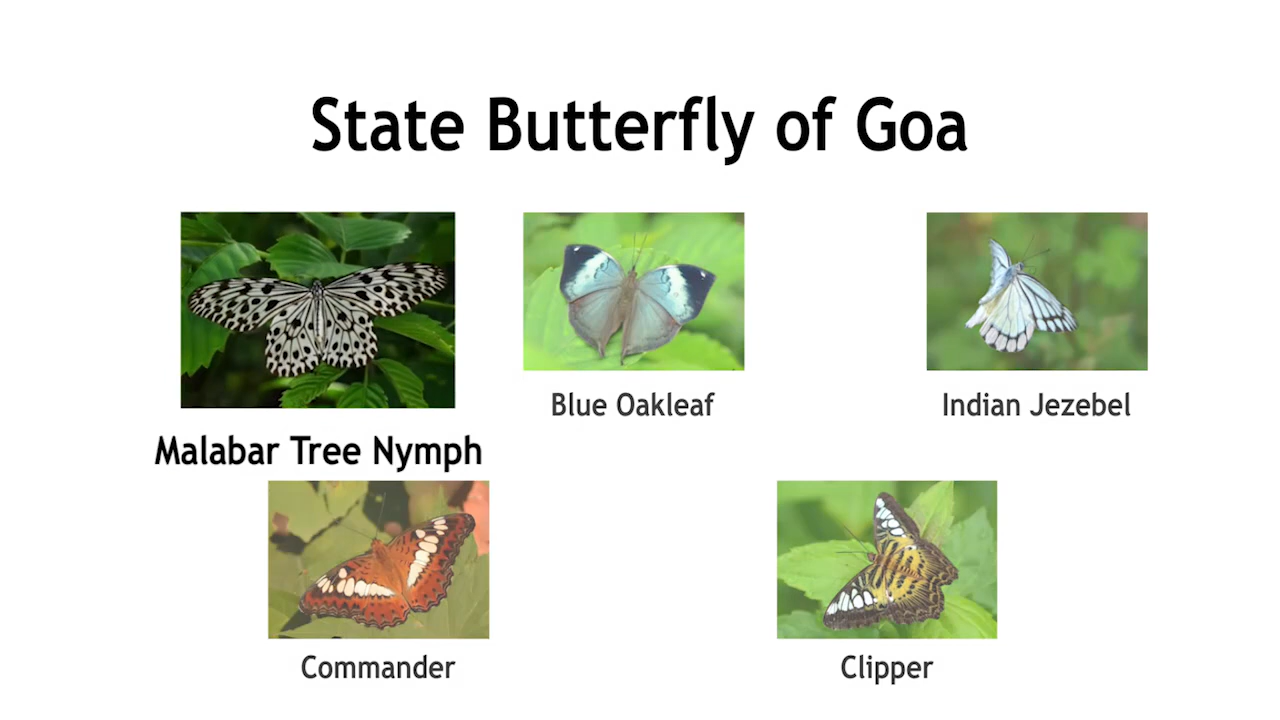 State Butterfly of Goa
Blue Oakleaf
Indian Jezebel
Malabar Tree Nymph
Commander
Clipper